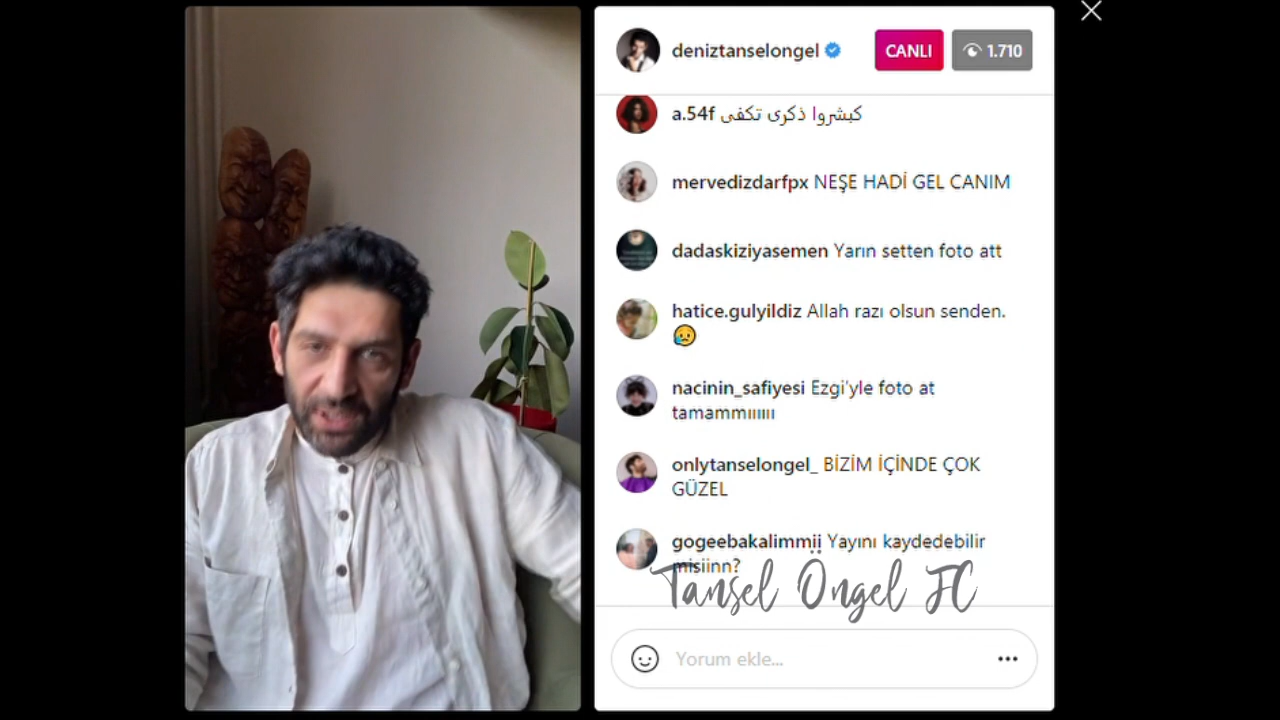 deniztanselongel
CANLI
1.710
a.54f كبشروا ذكرى تكفى
mervedizdarfpx NEŞE HADİ GEL CANIM
dadaskiziyasemen Yarın setten foto att
hatice.gulyildiz Allah razı olsun senden.
😥
nacinin_safiyesi Ezgi'yle foto at
tamammıııııı
onlytanselongel_ BİZİM İÇİNDE ÇOK
GÜZEL
gogeebakalimmii Yayını kaydedebilir
misiinn?
Tansel Öngel FC
Yorum ekle...